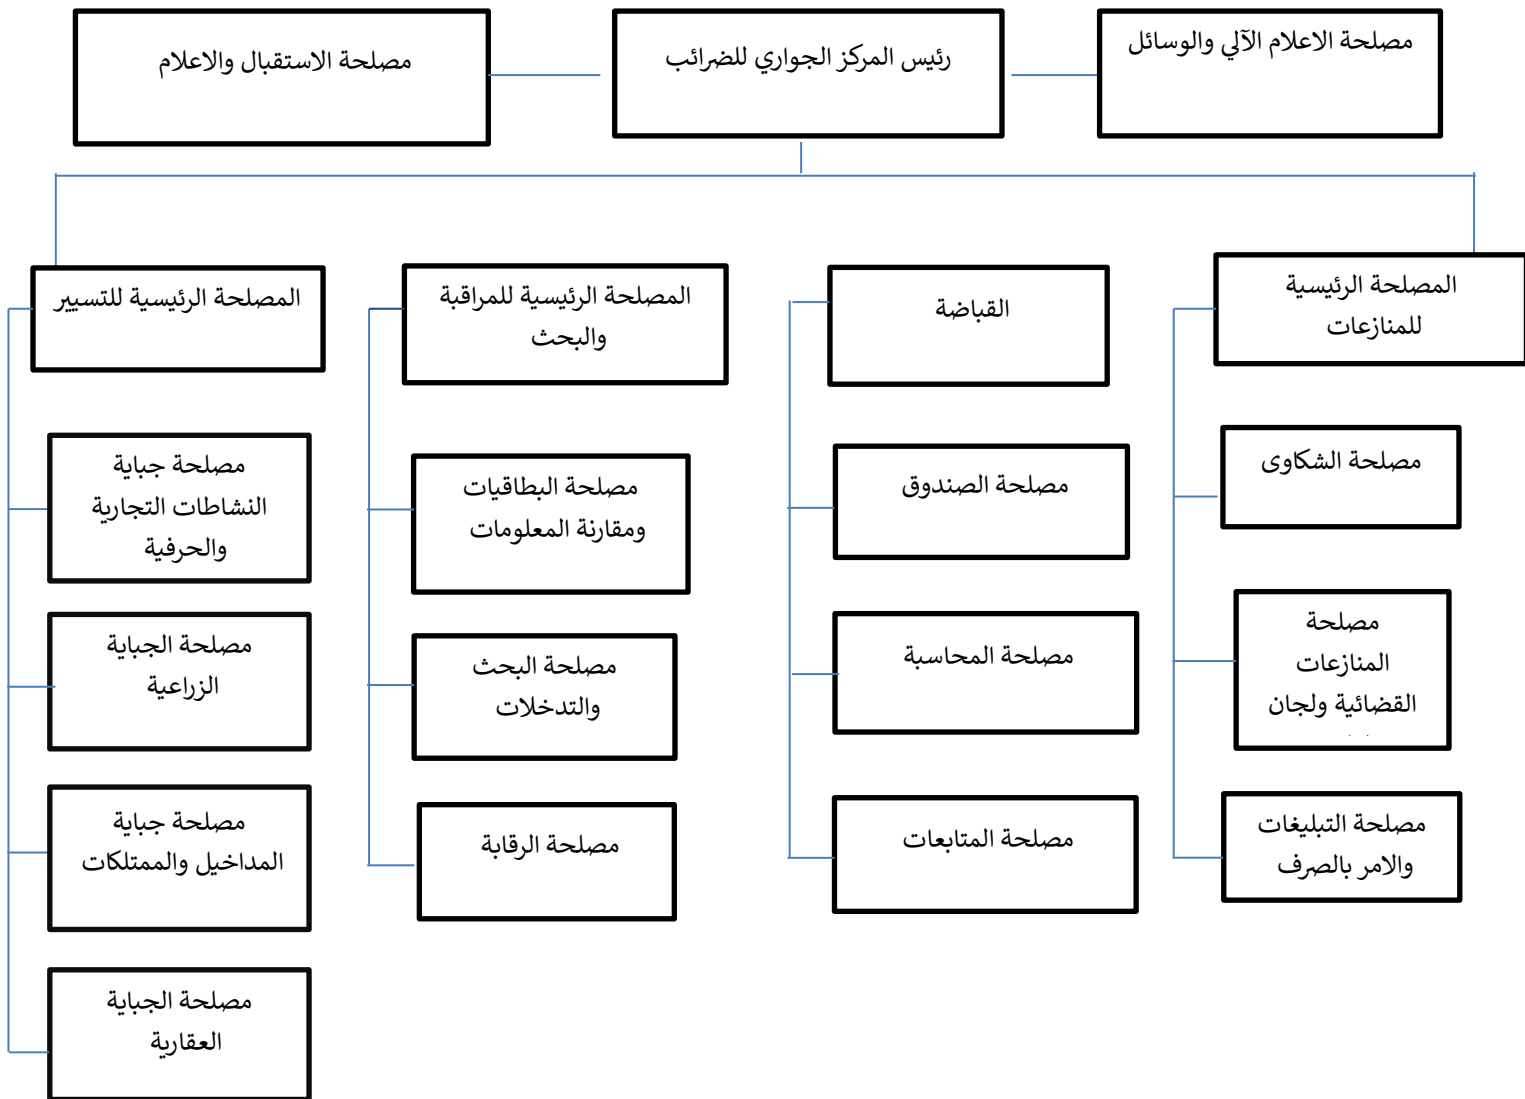 مصلحة الاعلام الآلي والوسائل
رئيس المركز الجواري للضرائب
مصلحة الاستقبال والاعلام
المصلحة الرئيسية
للمنازعات
القباضة
المصلحة الرئيسية للمراقبة
والبحث
المصلحة الرئيسية للتسيير
مصلحة الشكاوى
مصلحة الصندوق
مصلحة البطاقيات
ومقارنة المعلومات
مصلحة جباية
النشاطات التجارية
والحرفية
مصلحة
المنازعات
القضائية ولجان
مصلحة المحاسبة
مصلحة البحث
والتدخلات
مصلحة الجباية
الزراعية
مصلحة التبليغات
والامر بالصرف
مصلحة المتابعات
مصلحة الرقابة
مصلحة جباية
المداخيل والممتلكات
مصلحة الجباية
العقارية